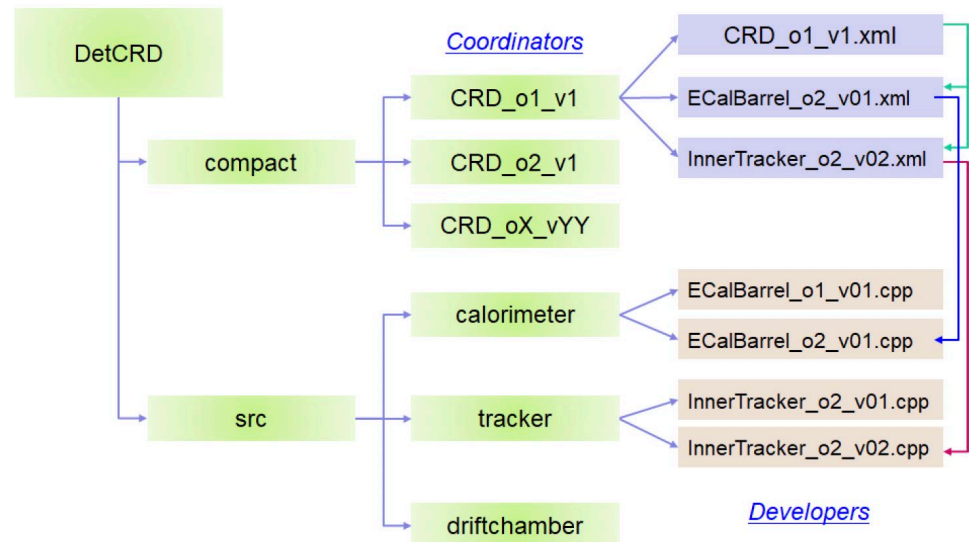 DetCRD
Coordinators
CRD_o1_v1.xml
CRD_o1_v1
ECalBarrel_o2_v01.xml
compact
CRD_o2_v1
InnerTracker_o2_v02.xml
CRD_oX_vYY
ECalBarrel_o1_v01.cpp
calorimeter
ECalBarrel_o2_v01.cpp
src
tracker
InnerTracker_o2_v01.cpp
InnerTracker_o2_v02.cpp
driftchamber
Developers